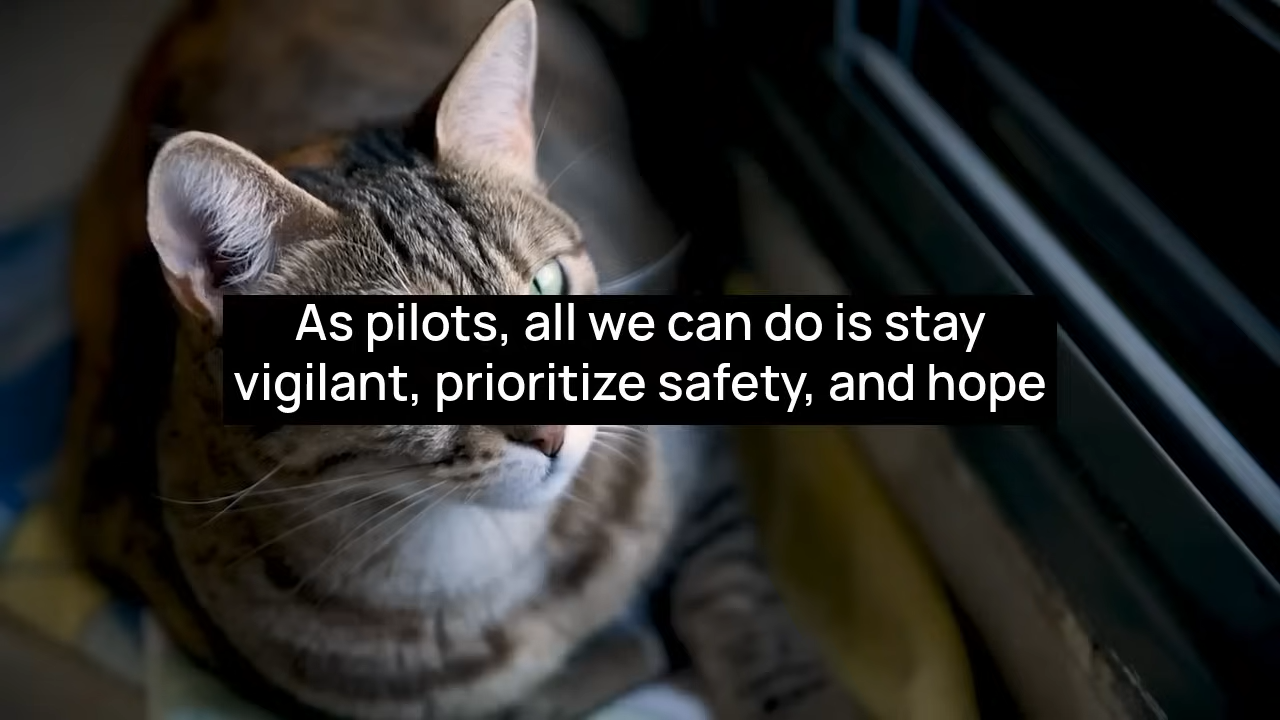 As pilots, all we can do is stay
vigilant, prioritize safety, and hope